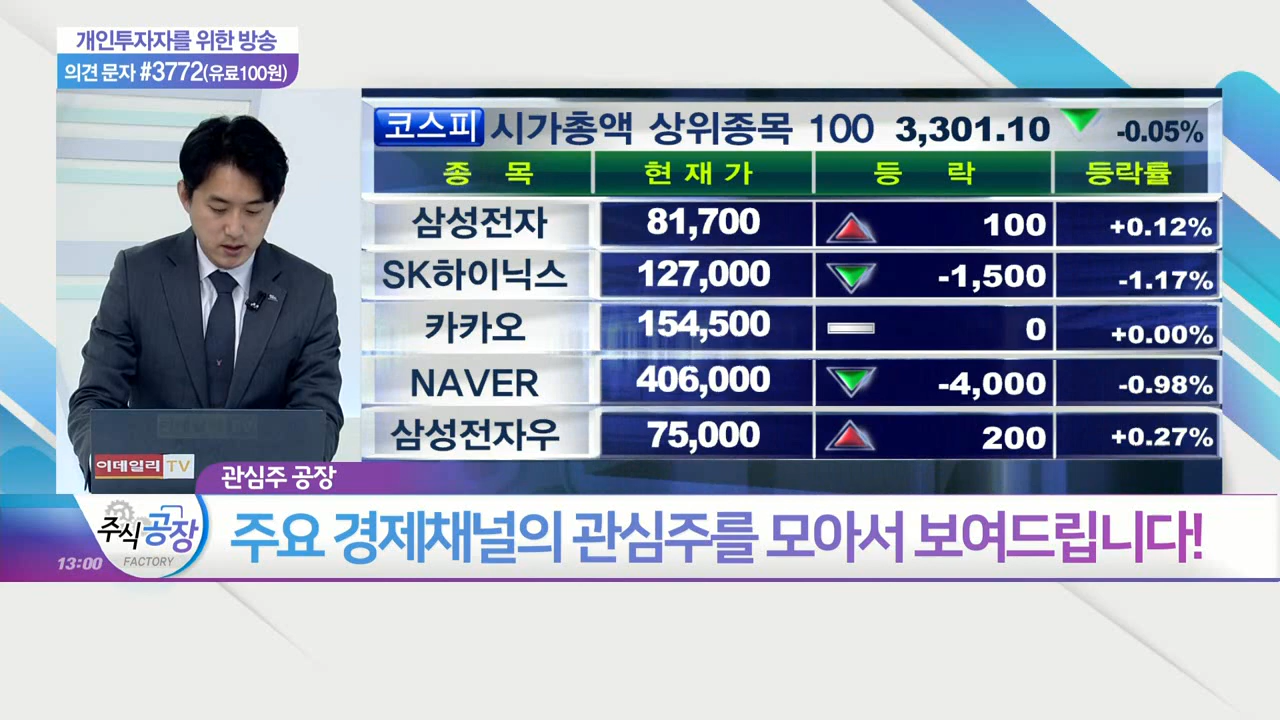 개인투자자를 위한 방송
의견 문자 #3772(유료100원)
코스피 시가총액 상위종목 100 3,301.10 -0.05%
종 목 현 재 가 등 락 등락률
삼성전자 81,700 100 +0.12%
SK하이닉스 127,000 -1,500 -1.17%
카카오 154,500 0 +0.00%
NAVER 406,000 -4,000 -0.98%
삼성전자우 75,000 200 +0.27%
이데일리 TV
이데일리 TV
관심주 공장
주식공장
FACTORY
주요 경제채널의 관심주를 모아서 보여드립니다!
13:00